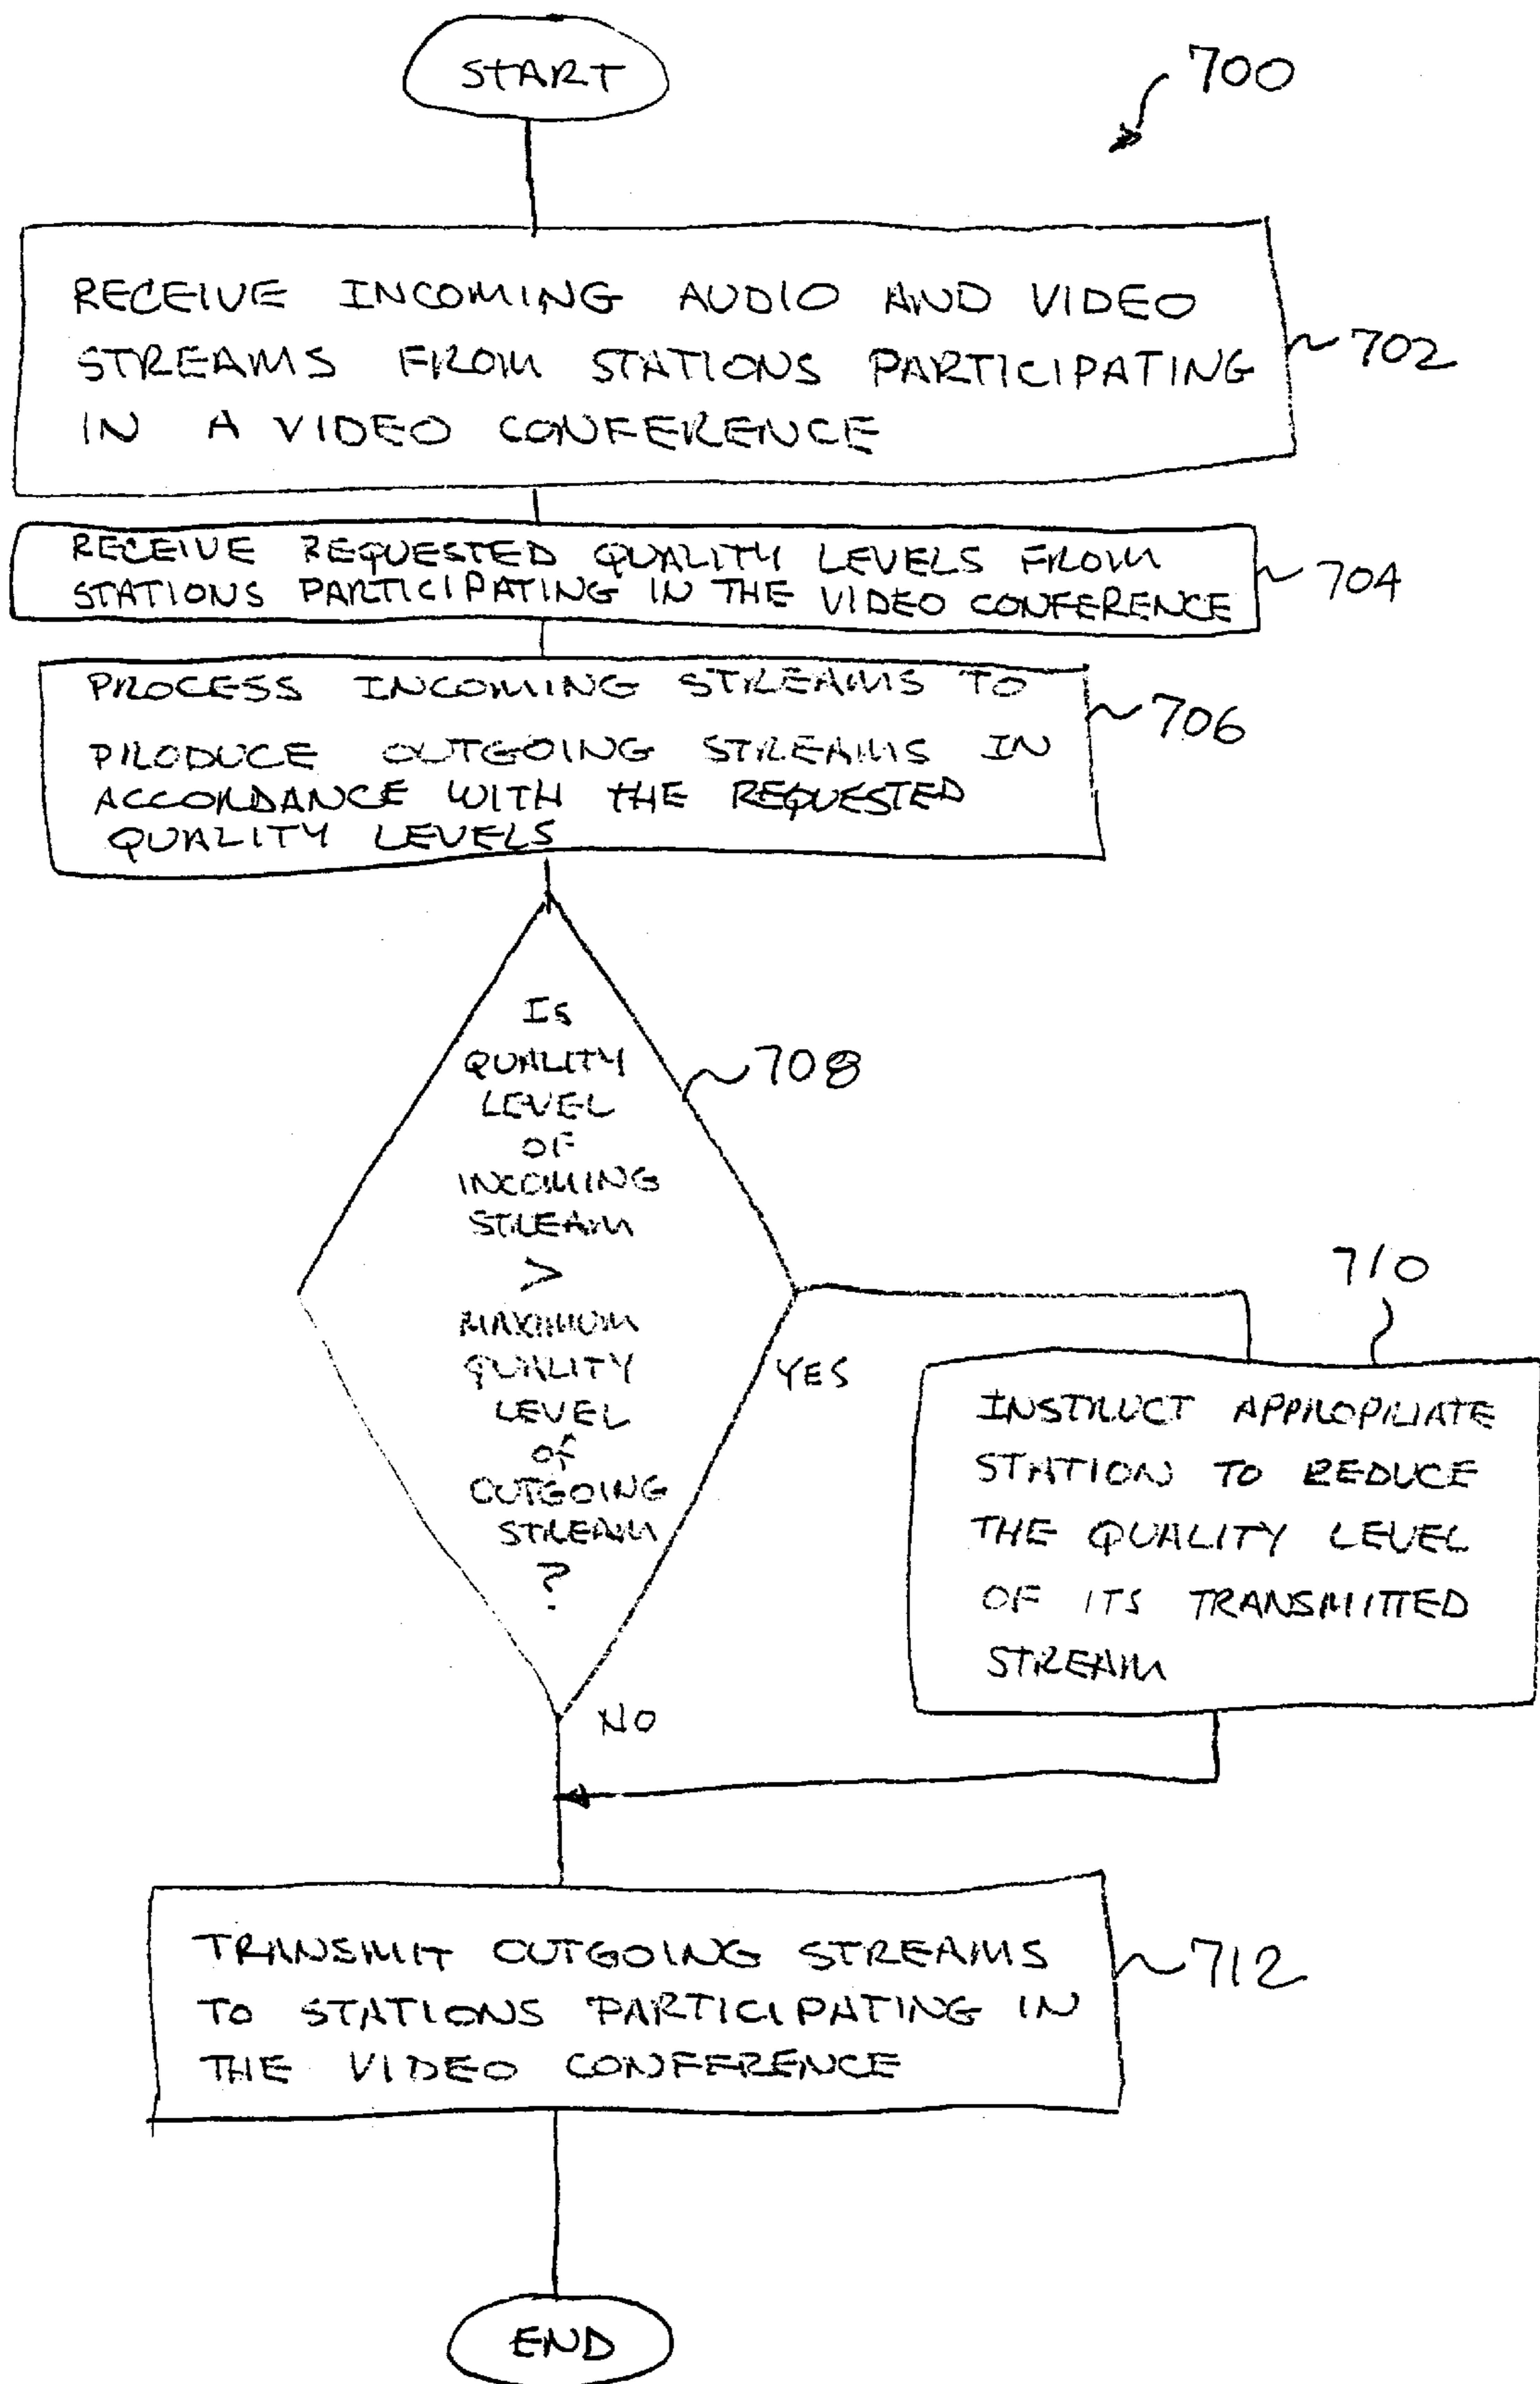 START
700
RECEIVE INCOMING AUDIO AND VIDEO
STREAMS FROM STATIONS PARTICIPATING
IN A VIDEO CONFERENCE
702
RECEIVE REQUESTED QUALITY LEVELS FROM
STATIONS PARTICIPATING IN THE VIDEO CONFERENCE
704
PROCESS INCOMING STREAMS TO
PRODUCE OUTGOING STREAMS IN
ACCORDANCE WITH THE REQUESTED
QUALITY LEVELS
706
Is
QUALITY
LEVEL
OF
INCOMING
STREAM
>
MAXIMUM
QUALITY
LEVEL
of
OUTGOING
STREAM
?
708
YES
NO
710
INSTRUCT APPROPRIATE
STATION TO REDUCE
THE QUALITY LEVEL
OF ITS TRANSMITTED
STREAM
TRANSMIT OUTGOING STREAMS
TO STATIONS PARTICIPATING IN
THE VIDEO CONFERENCE
712
END